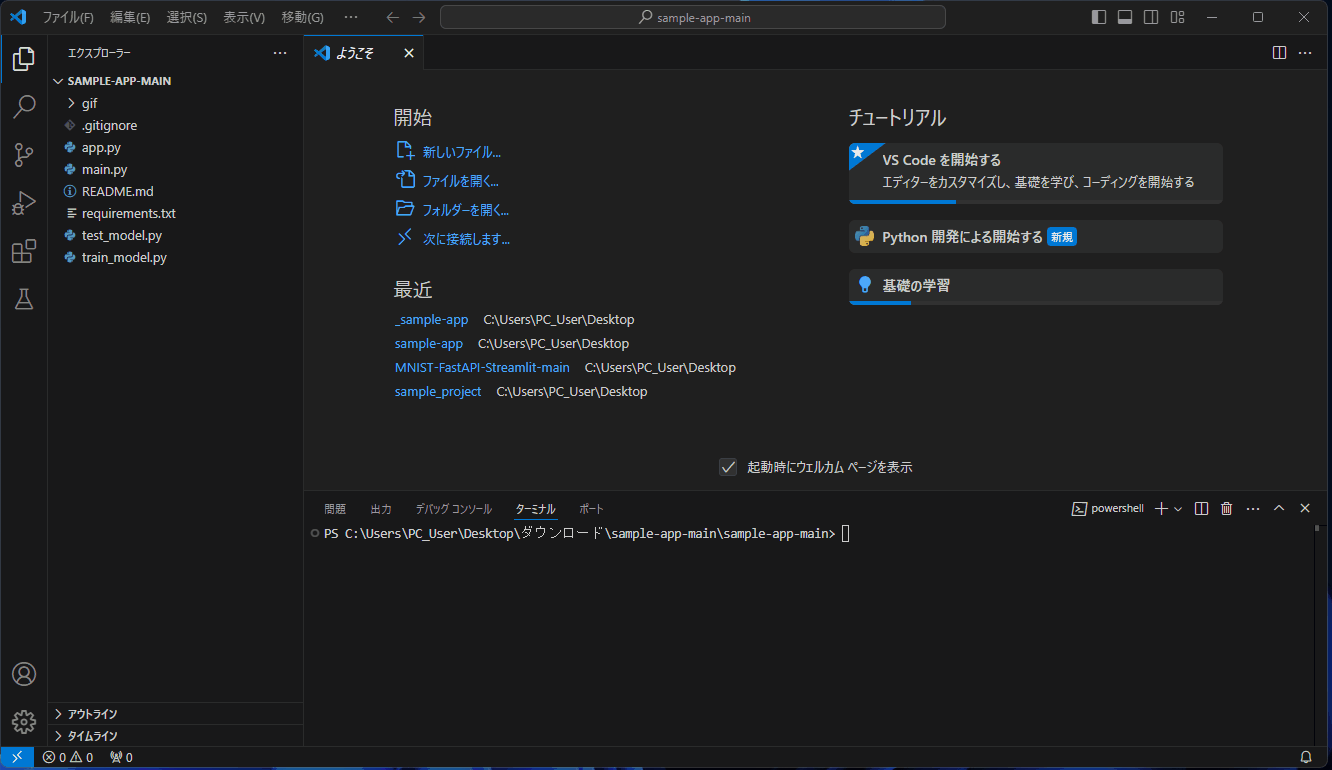 ファイル(F) 編集(E) 選択(S) 表示(V) 移動(G) ... sample-app-main
エクスプローラー ...
SAMPLE-APP-MAIN
gif
.gitignore
app.py
main.py
README.md
requirements.txt
test_model.py
train_model.py
アウトライン
タイムライン
ようこそ
開始
新しいファイル...
ファイルを開く...
フォルダーを開く...
次に接続します...
最近
_sample-app C:\Users\PC_User\Desktop
sample-app C:\Users\PC_User\Desktop
MNIST-FastAPI-Streamlit-main C:\Users\PC_User\Desktop
sample_project C:\Users\PC_User\Desktop
チュートリアル
VS Code を開始する
エディターをカスタマイズし、基礎を学び、コーディングを開始する
Python 開発による開始する 新規
基礎の学習
起動時にウェルカム ページを表示
問題 出力 デバッグ コンソール ターミナル ポート powershell
PS C:\Users\PC_User\Desktop\ダウンロード\sample-app-main\sample-app-main>
0 0 0